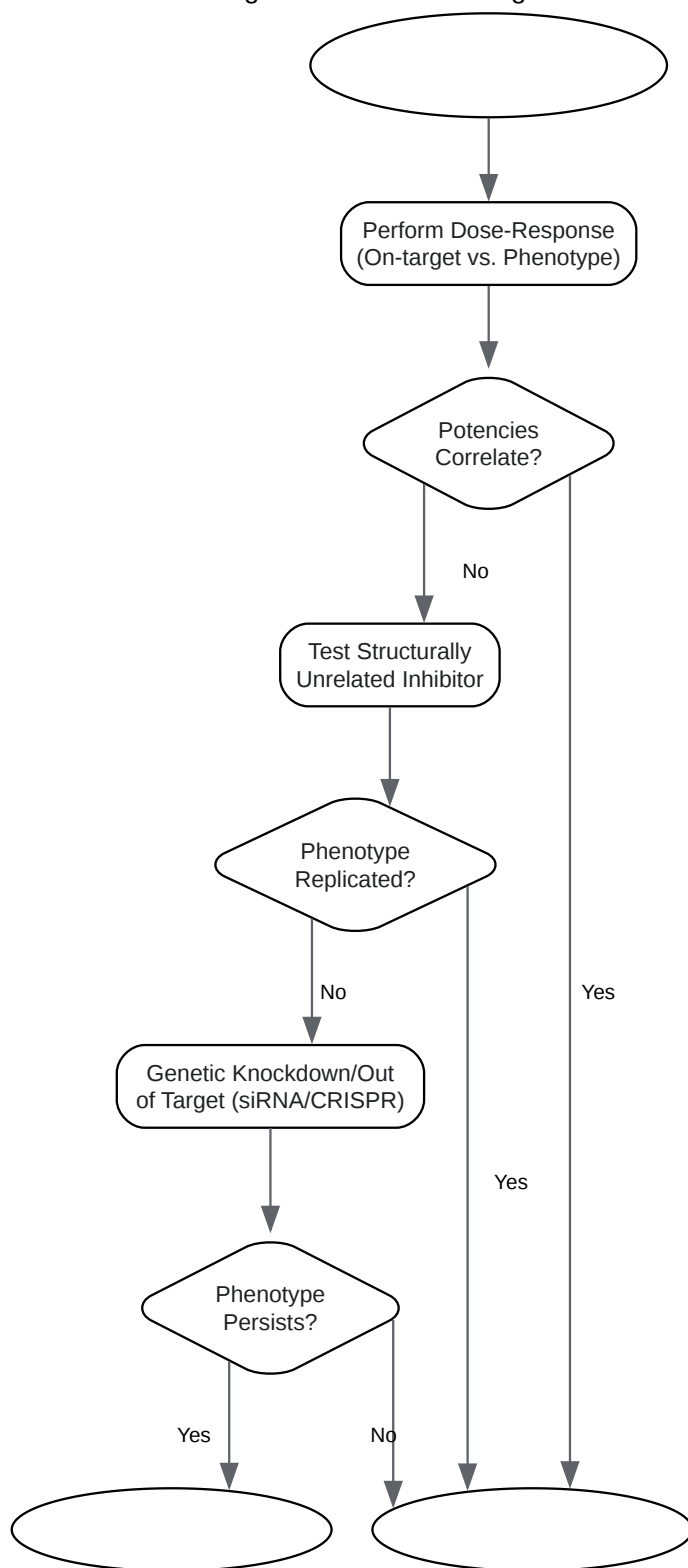 Perform Dose-Response
(On-target vs. Phenotype)
Potencies
Correlate?
No
Test Structurally
Unrelated Inhibitor
Phenotype
Replicated?
No
Yes
Genetic Knockdown/Out
of Target (siRNA/CRISPR)
Yes
Phenotype
Persists?
Yes
No